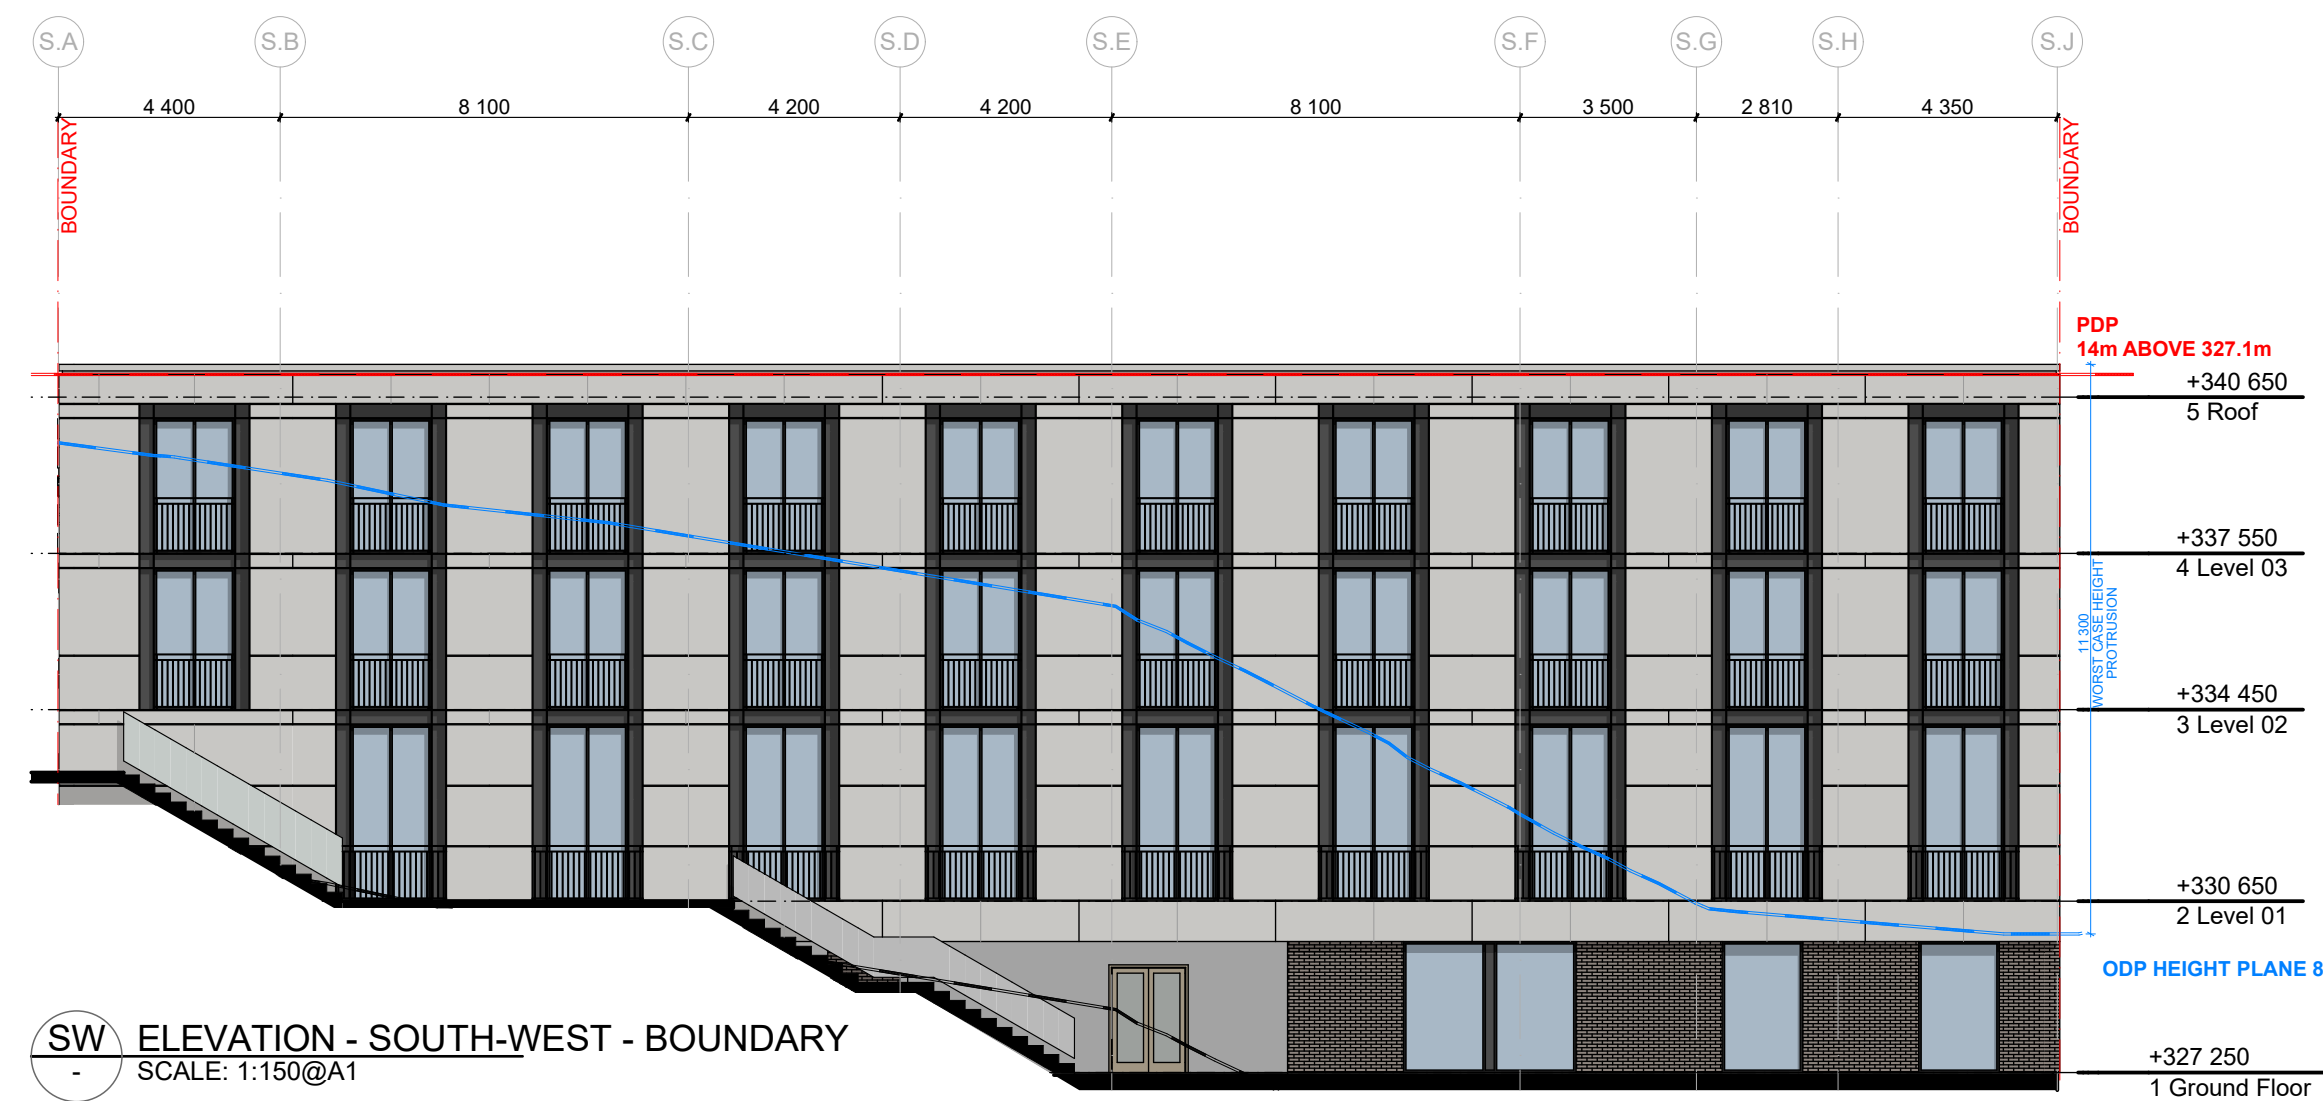 S.A S.B S.C S.D S.E S.F S.G S.H S.J
4 400 8 100 4 200 4 200 8 100 3 500 2 810 4 350
BOUNDARY
BOUNDARY
PDP
14m ABOVE 327.1m
+340 650
5 Roof
+337 550
4 Level 03
11 300
WORST CASE HEIGHT
PROTRUSION
+334 450
3 Level 02
+330 650
2 Level 01
ODP HEIGHT PLANE 8
+327 250
1 Ground Floor
SW
-
ELEVATION - SOUTH-WEST - BOUNDARY
SCALE: 1:150@A1